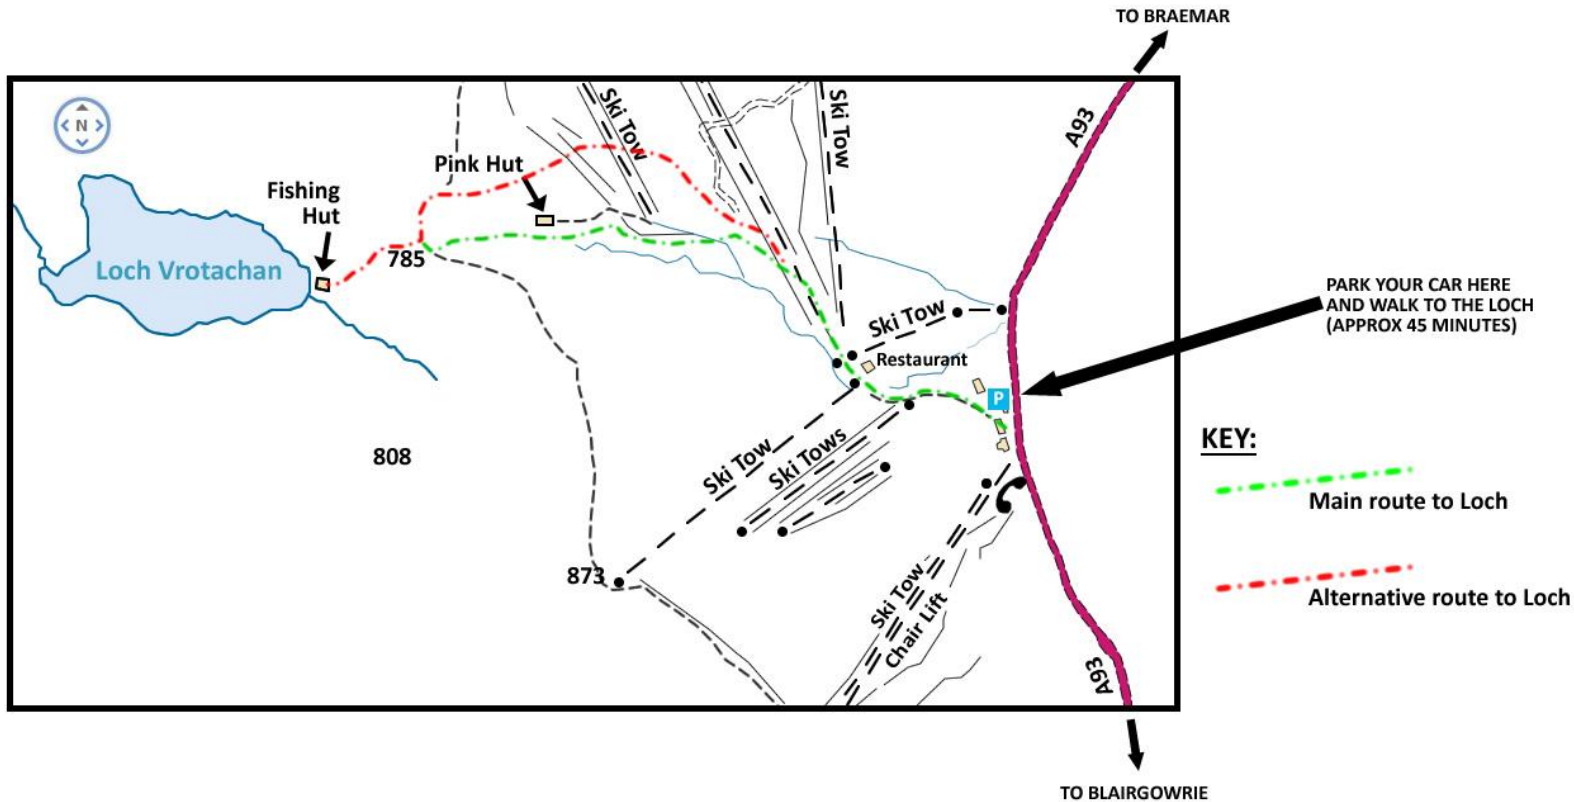 TO BRAEMAR
N
Ski Tow
Ski Tow
A93
Pink Hut
Fishing
Hut
785
Loch Vrotachan
PARK YOUR CAR HERE
AND WALK TO THE LOCH
(APPROX 45 MINUTES)
Ski Tow
Restaurant
P
KEY:
808
Ski Tow
Ski Tows
Main route to Loch
873
Ski Tow
Chair Lift
Alternative route to Loch
A93
TO BLAIRGOWRIE